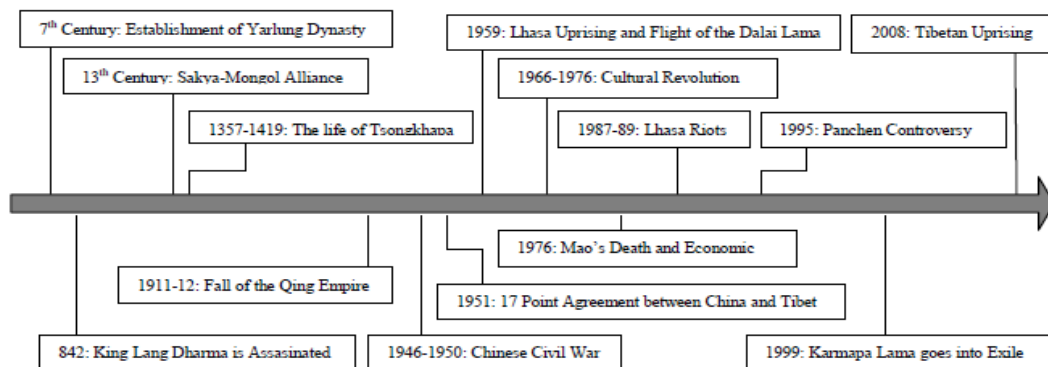 7th Century: Establishment of Yarlung Dynasty
1959: Lhasa Uprising and Flight of the Dalai Lama
2008: Tibetan Uprising
13th Century: Sakya-Mongol Alliance
1966-1976: Cultural Revolution
1357-1419: The life of Tsongkhapa
1987-89: Lhasa Riots
1995: Panchen Controversy
1976: Mao's Death and Economic
1911-12: Fall of the Qing Empire
1951: 17 Point Agreement between China and Tibet
842: King Lang Dharma is Assasinated
1946-1950: Chinese Civil War
1999: Karmapa Lama goes into Exile